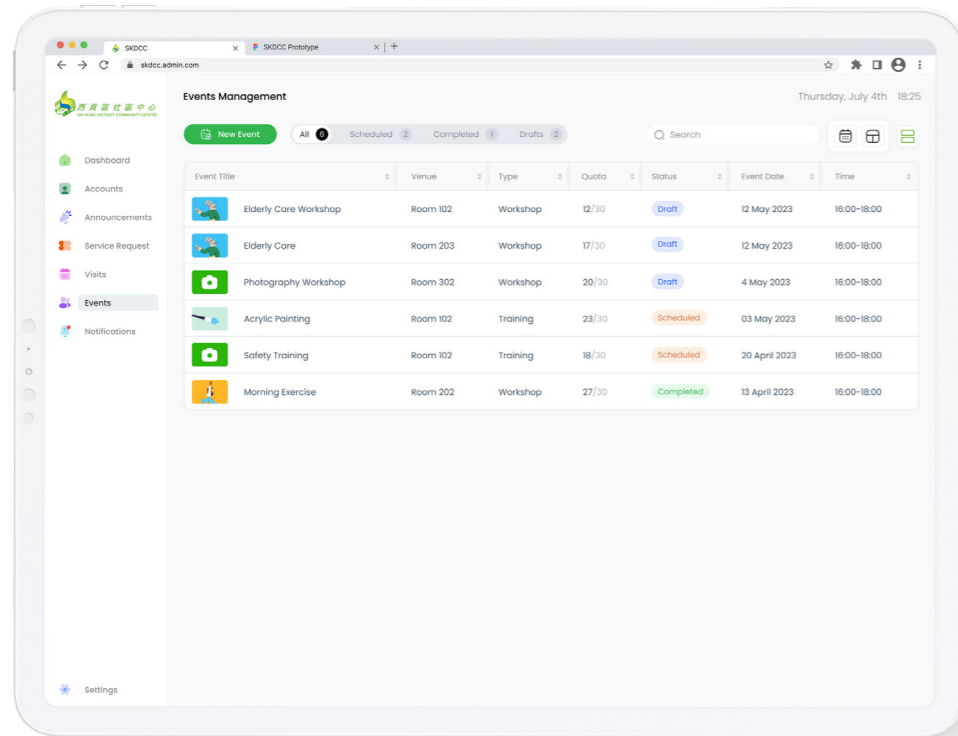 SKDCC
SKDCC Prototype
skdcc.admin.com
西貢區社區中心
SAI KUNG DISTRICT COMMUNITY CENTRE
Events Management
Thursday, July 4th 18:25
New Event
All 6
Scheduled 2
Completed 1
Drafts 2
Search
Dashboard
Accounts
Announcements
Service Request
Visits
Events
Notifications
Settings
Event Title Venue Type Quota Status Event Date Time
Elderly Care Workshop Room 102 Workshop 12/30 Draft 12 May 2023 16:00-18:00
Elderly Care Room 203 Workshop 17/30 Draft 12 May 2023 16:00-18:00
Photography Workshop Room 302 Workshop 20/30 Draft 4 May 2023 16:00-18:00
Acrylic Painting Room 102 Training 23/30 Scheduled 03 May 2023 16:00-18:00
Safety Training Room 102 Training 18/30 Scheduled 20 April 2023 16:00-18:00
Morning Exercise Room 202 Workshop 27/30 Completed 13 April 2023 16:00-18:00